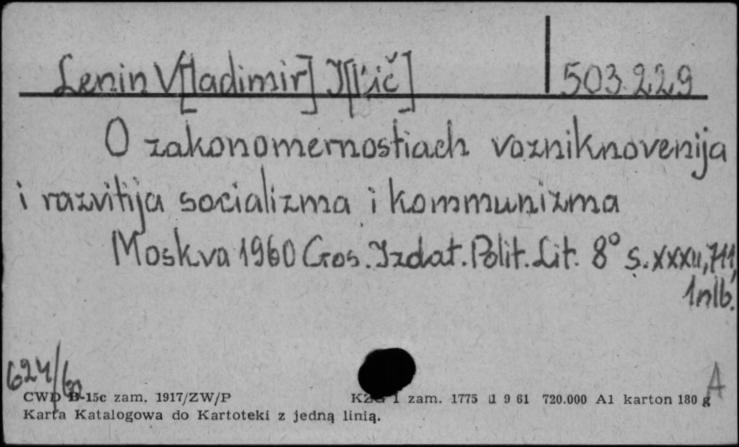 Lenin V[ladimir] I[l'ič] 503.229
O zakonomernostiach vozniknovenija
i razvitija socializma i kommunizma
Moskva 1960 Gos. Izdat. Polit. Lit. 8° s. XXXII, 711,
1 nlb.
624/60
A
CWD B-15c zam. 1917/ZW/P KZG 1 zam. 1775 9 61 720.000 A1 karton 180 g
Karta Katalogowa do Kartoteki z jedną linią.